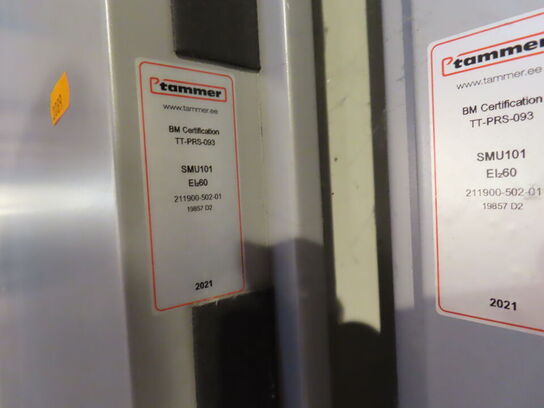 tammer
www.tammer.ee
BM Certification
TT-PRS-093
SMU101
EI₂60
211900-502-01
19857 D2
2021
tammer
www.tammer.ee
BM Certification
TT-PRS-093
SMU101
EI₂60
211900-502-01
19857 D2
2021